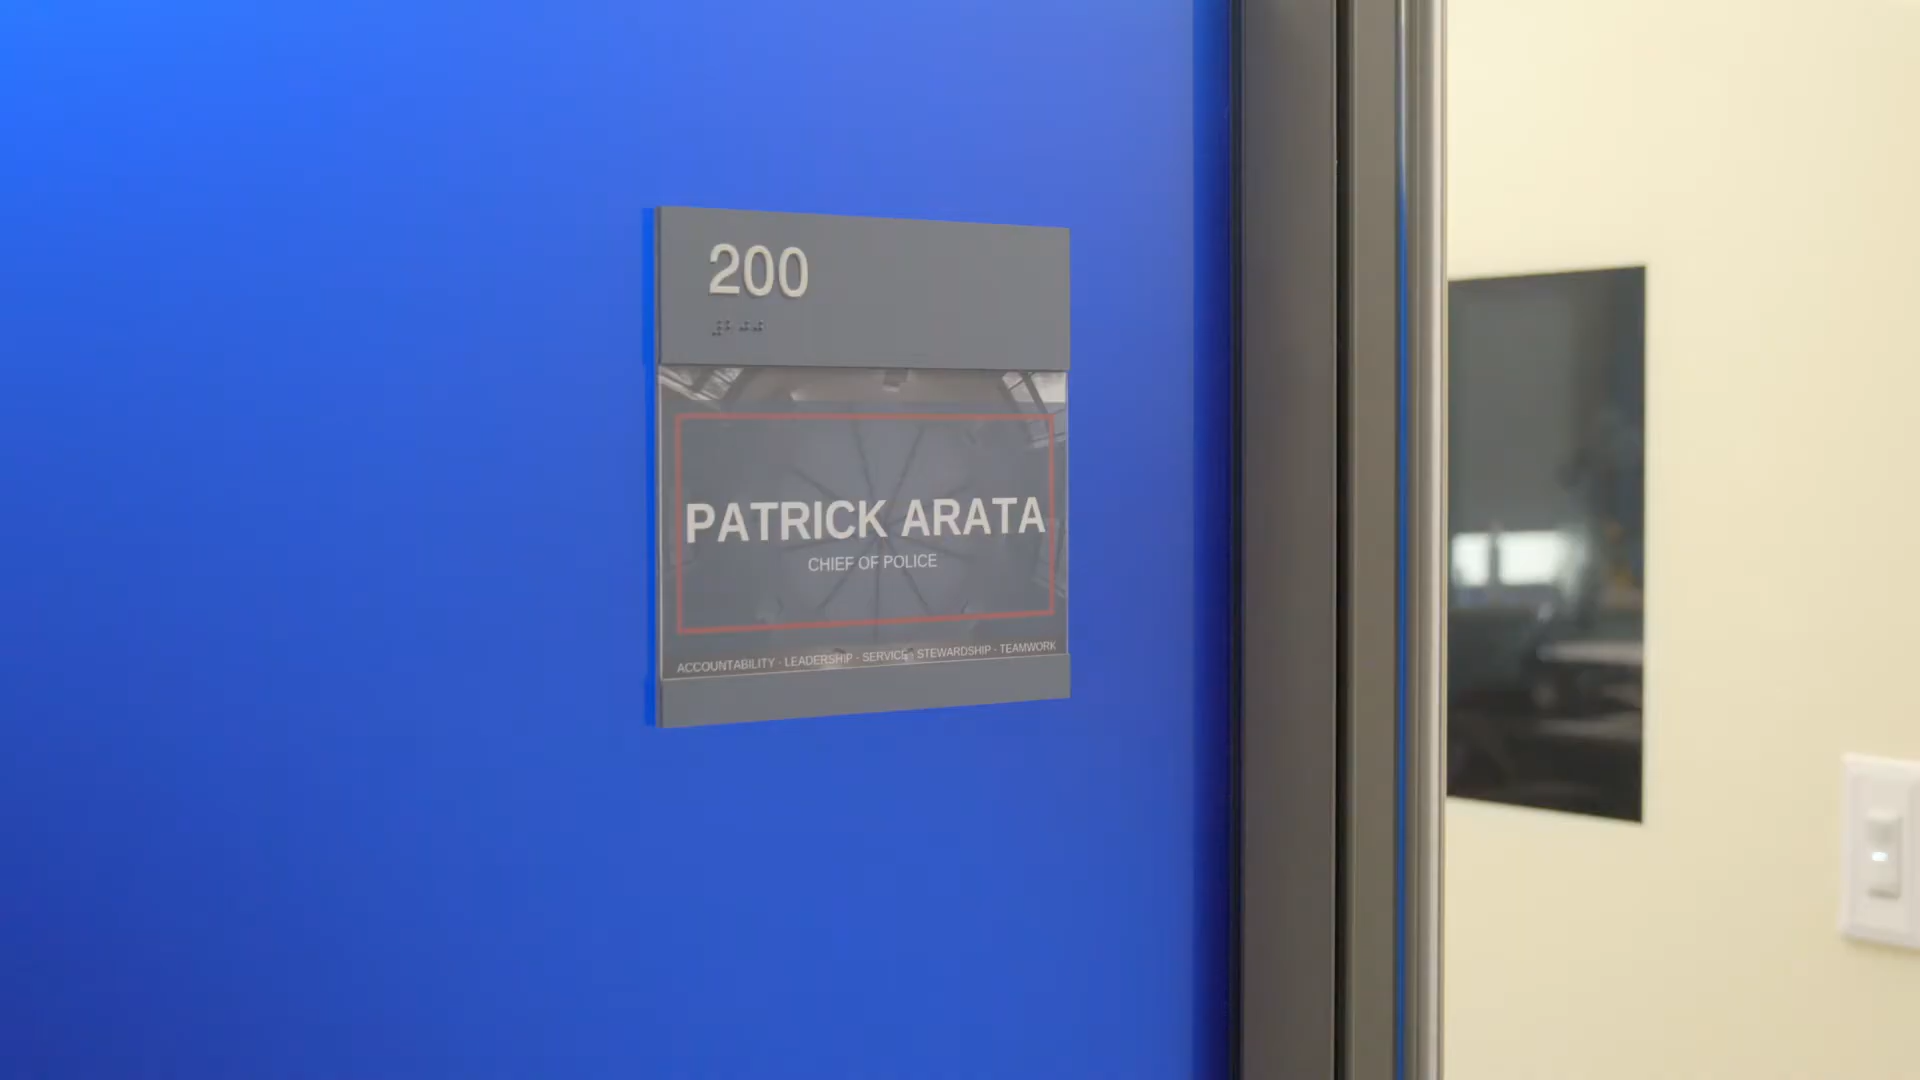 200
PATRICK ARATA
CHIEF OF POLICE
ACCOUNTABILITY - LEADERSHIP - SERVICE - STEWARDSHIP - TEAMWORK